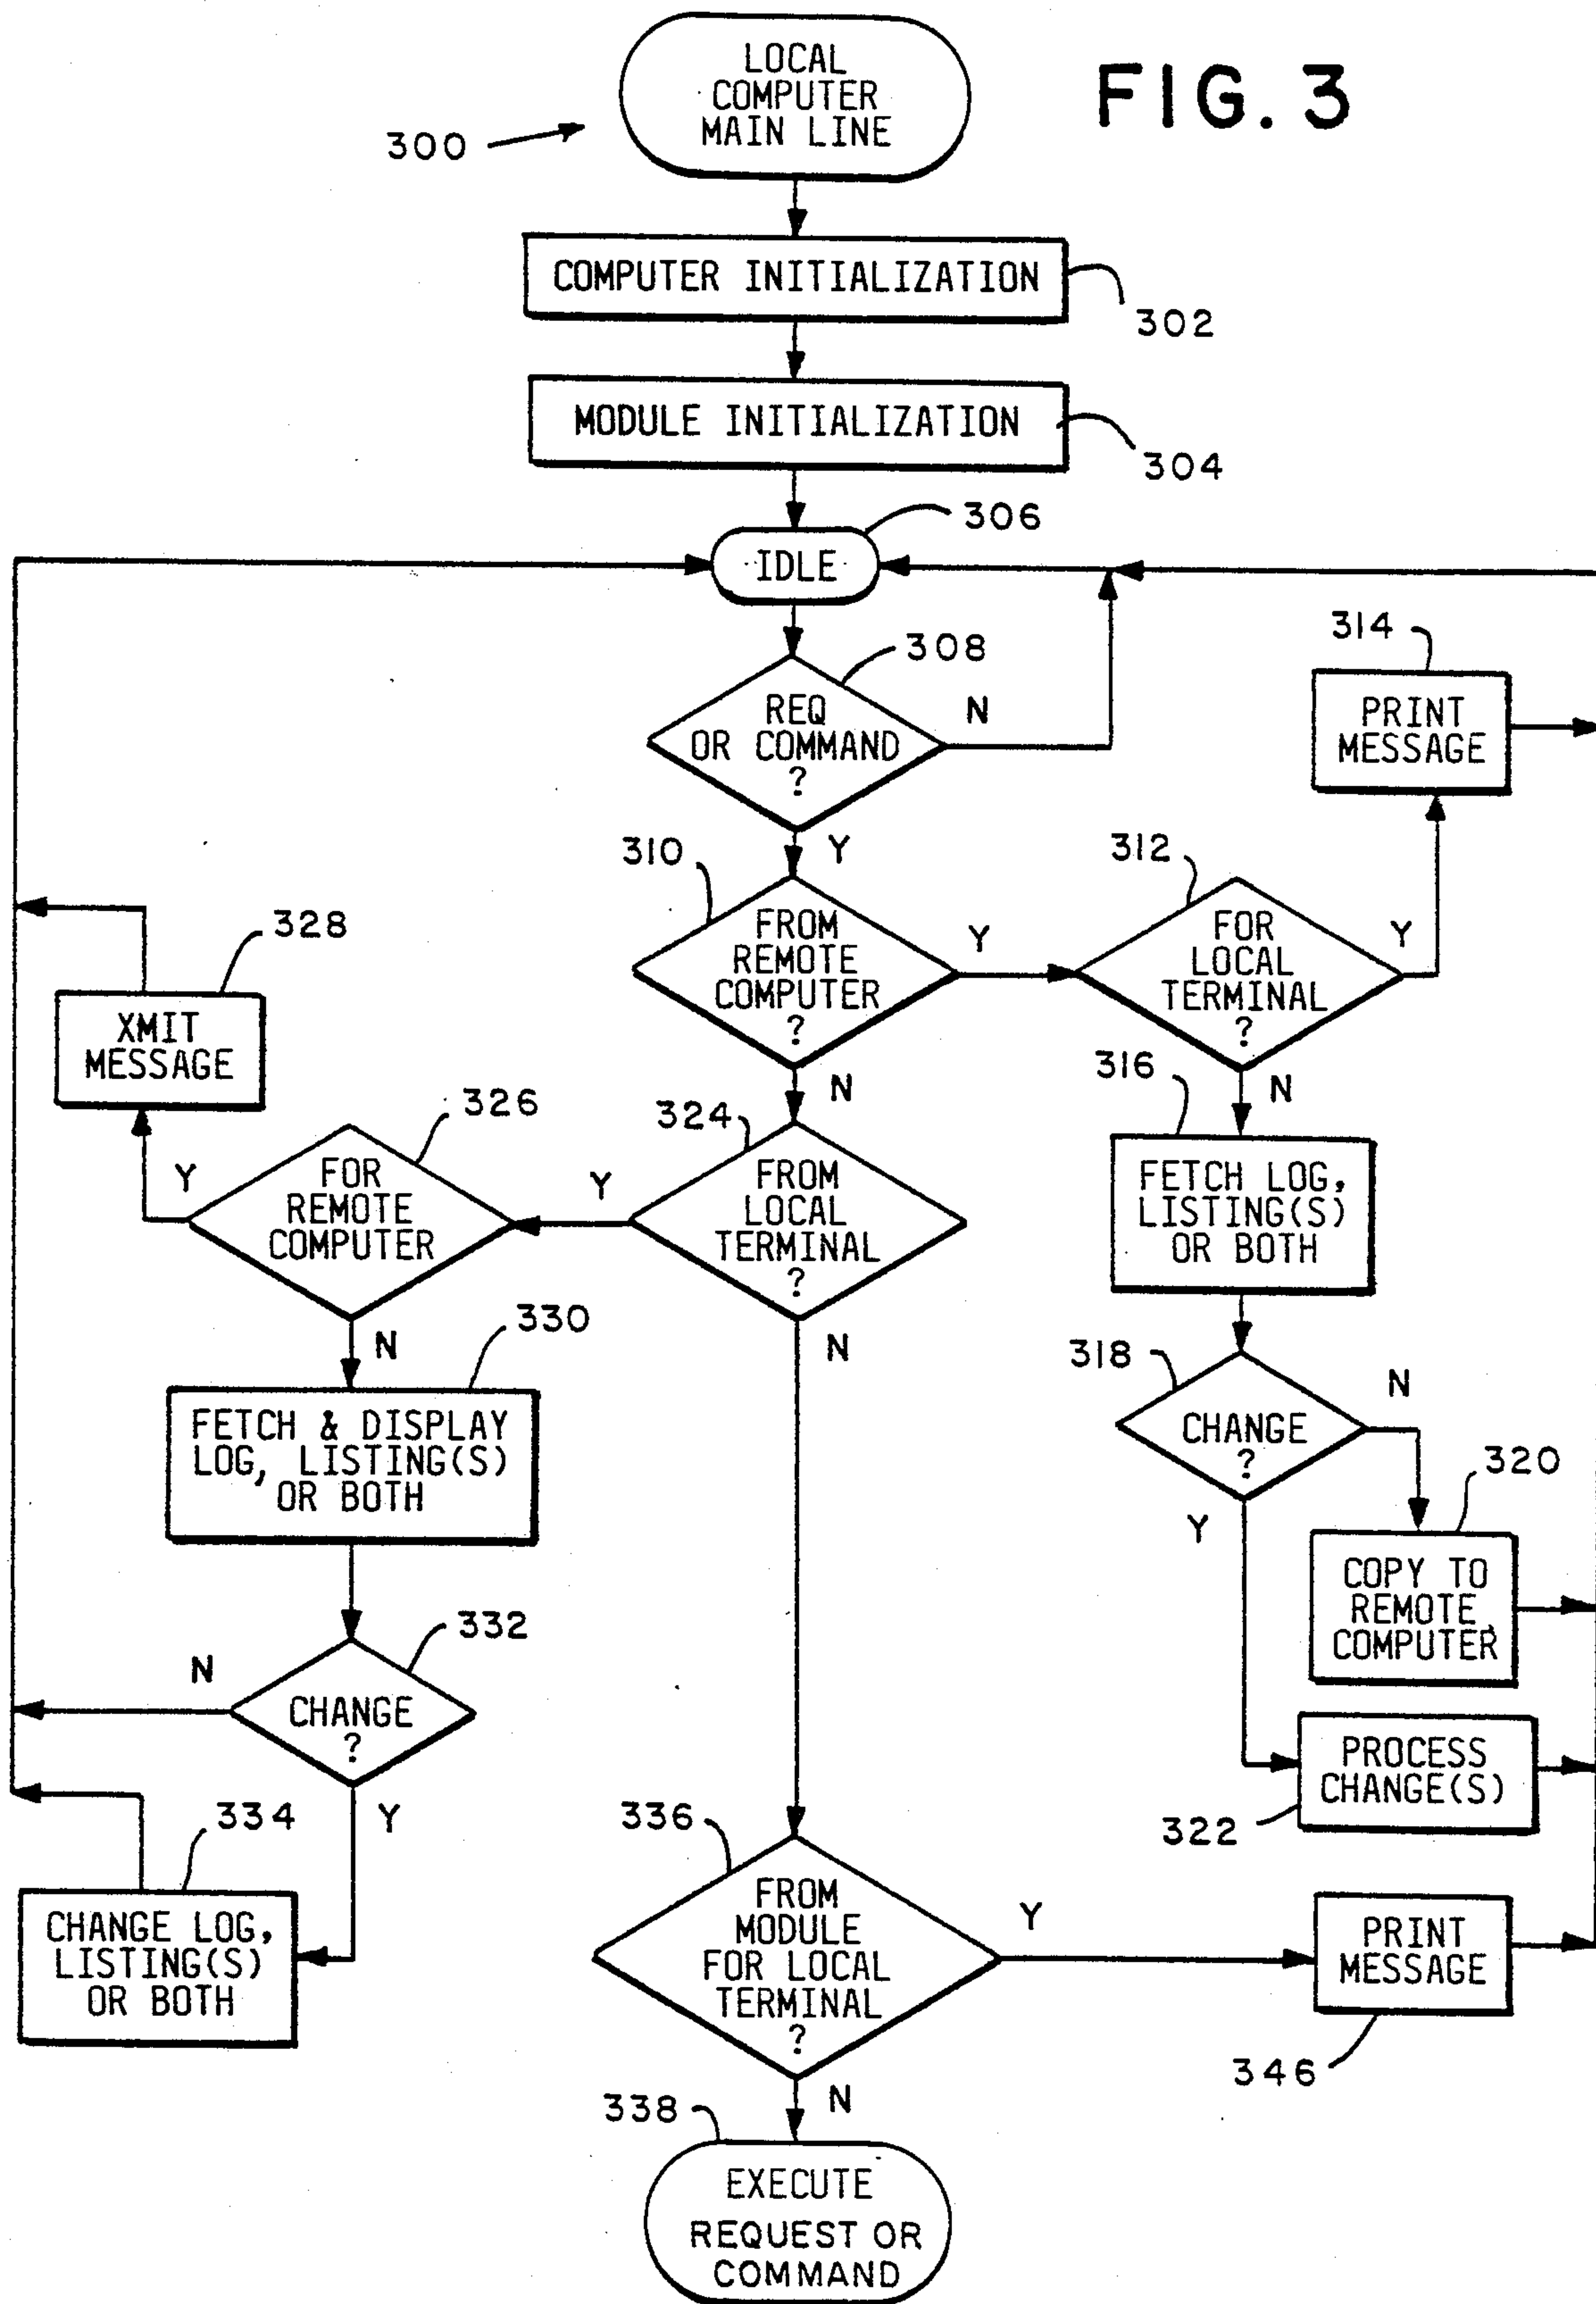 LOCAL
COMPUTER
MAIN LINE
FIG. 3
300
COMPUTER INITIALIZATION
302
MODULE INITIALIZATION
304
306
IDLE
308
REQ
OR COMMAND
?
N
Y
314
PRINT
MESSAGE
310
FROM
REMOTE
COMPUTER
?
Y
N
312
FOR
LOCAL
TERMINAL
?
Y
N
328
XMIT
MESSAGE
326
FOR
REMOTE
COMPUTER
Y
N
324
FROM
LOCAL
TERMINAL
?
Y
N
316
FETCH LOG,
LISTING(S)
OR BOTH
330
FETCH & DISPLAY
LOG, LISTING(S)
OR BOTH
318
CHANGE
?
N
Y
320
COPY TO
REMOTE
COMPUTER
332
CHANGE
?
N
Y
PROCESS
CHANGE(S)
322
334
CHANGE LOG,
LISTING(S)
OR BOTH
336
FROM
MODULE
FOR LOCAL
TERMINAL
?
Y
N
PRINT
MESSAGE
346
338
EXECUTE
REQUEST OR
COMMAND